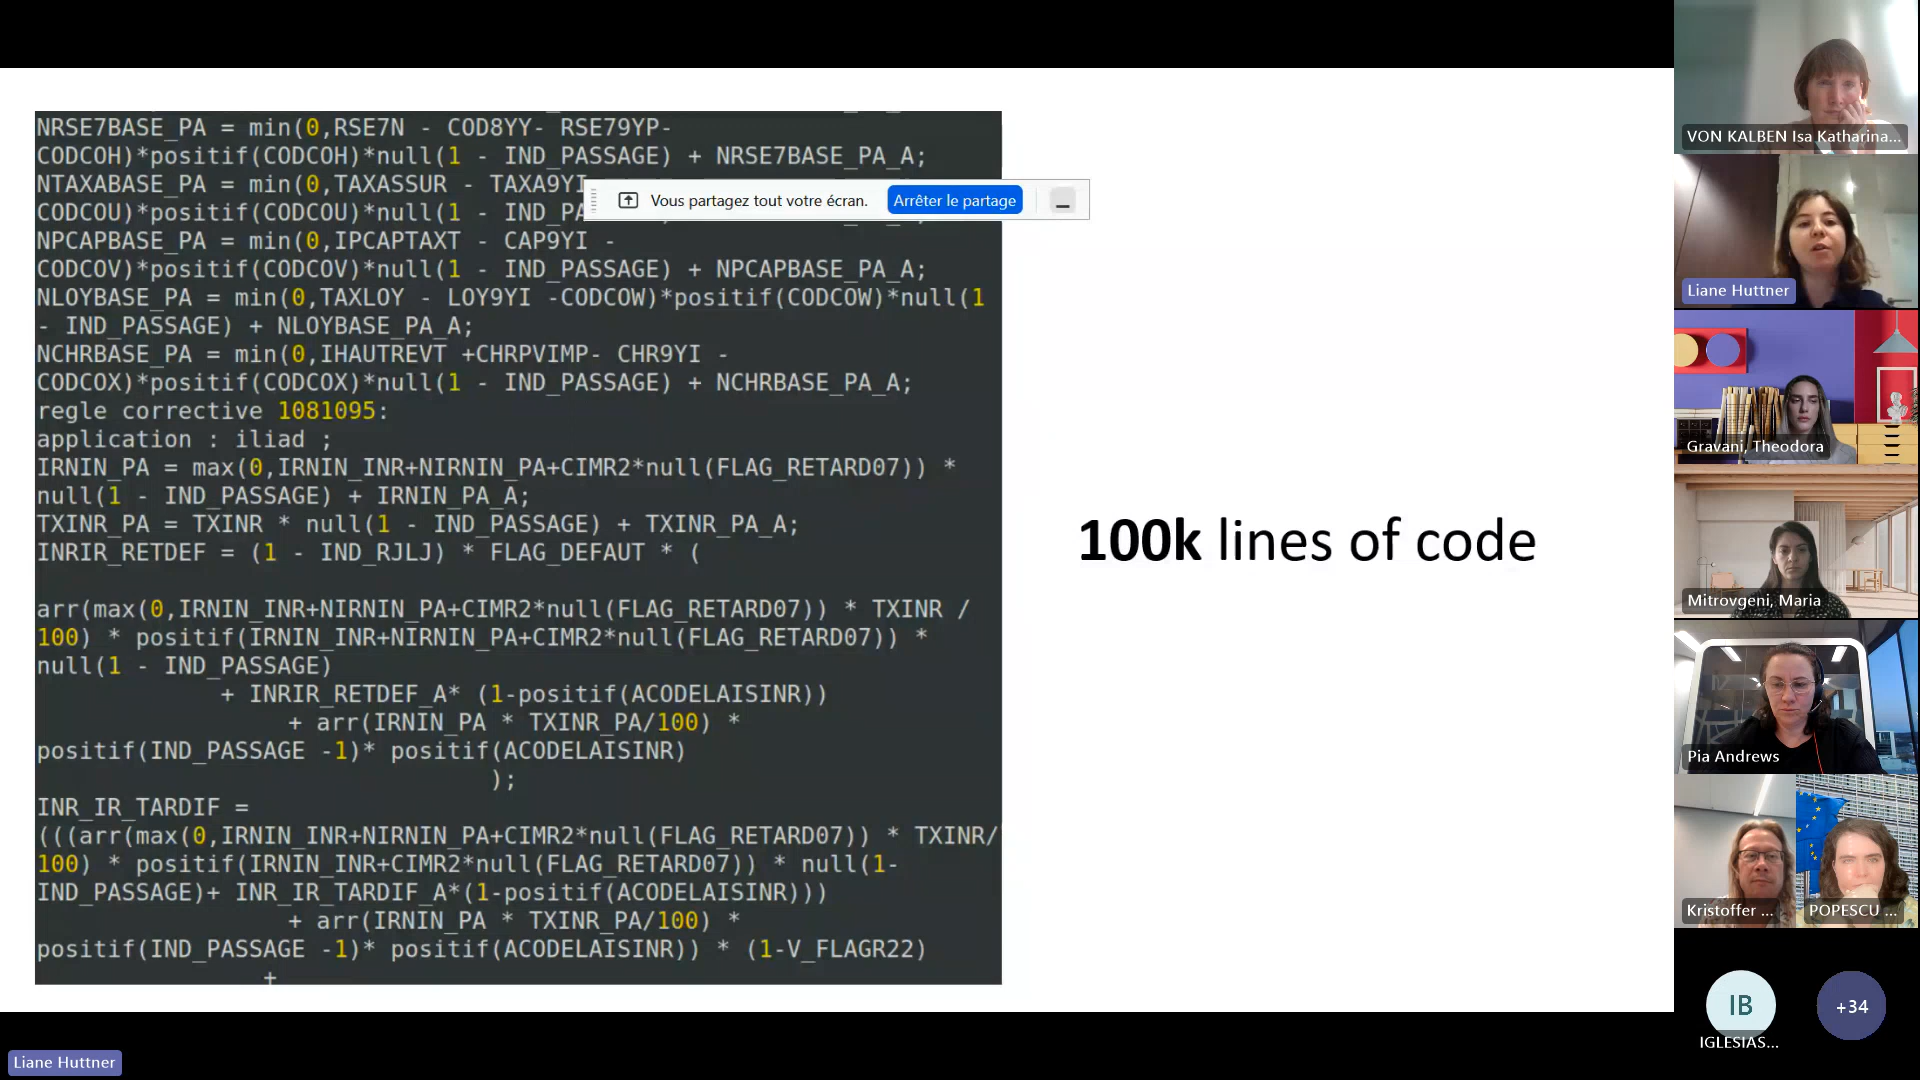 NRSE7BASE_PA = min(0,RSE7N - COD8YY- RSE79YP-
CODCOH)*positif(CODCOH)*null(1 - IND_PASSAGE) + NRSE7BASE_PA_A;
NTAXABASE_PA = min(0,TAXASSUR - TAXA9YI
CODCOU)*positif(CODCOU)*null(1 - IND_PA
Vous partagez tout votre écran. Arrêter le partage
NPCAPBASE_PA = min(0,IPCAPTAXT - CAP9YI -
CODCOV)*positif(CODCOV)*null(1 - IND_PASSAGE) + NPCAPBASE_PA_A;
NLOYBASE_PA = min(0,TAXLOY - LOY9YI -CODCOW)*positif(CODCOW)*null(1
- IND_PASSAGE) + NLOYBASE_PA_A;
NCHRBASE_PA = min(0,IHAUTREVT +CHRPVIMP- CHR9YI -
CODCOX)*positif(CODCOX)*null(1 - IND_PASSAGE) + NCHRBASE_PA_A;
regle corrective 1081095:
application : iliad ;
IRNIN_PA = max(0,IRNIN_INR+NIRNIN_PA+CIMR2*null(FLAG_RETARD07)) *
null(1 - IND_PASSAGE) + IRNIN_PA_A;
TXINR_PA = TXINR * null(1 - IND_PASSAGE) + TXINR_PA_A;
INRIR_RETDEF = (1 - IND_RJLJ) * FLAG_DEFAUT * (
arr(max(0,IRNIN_INR+NIRNIN_PA+CIMR2*null(FLAG_RETARD07)) * TXINR /
100) * positif(IRNIN_INR+NIRNIN_PA+CIMR2*null(FLAG_RETARD07)) *
null(1 - IND_PASSAGE)
+ INRIR_RETDEF_A* (1-positif(ACODELAISINR))
+ arr(IRNIN_PA * TXINR_PA/100) *
positif(IND_PASSAGE -1)* positif(ACODELAISINR)
);
INR_IR_TARDIF =
(((arr(max(0,IRNIN_INR+NIRNIN_PA+CIMR2*null(FLAG_RETARD07)) * TXINR/
100) * positif(IRNIN_INR+CIMR2*null(FLAG_RETARD07)) * null(1-
IND_PASSAGE)+ INR_IR_TARDIF_A*(1-positif(ACODELAISINR)))
+ arr(IRNIN_PA * TXINR_PA/100) *
positif(IND_PASSAGE -1)* positif(ACODELAISINR)) * (1-V_FLAGR22)
+
100k lines of code
VON KALBEN Isa Katharina...
Liane Huttner
Gravani, Theodora
Mitrovgeni, Maria
Pia Andrews
Kristoffer ...
POPESCU ...
IB
+34
IGLESIAS...
Liane Huttner